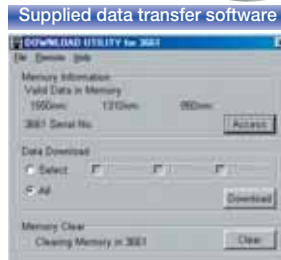 Supplied data transfer software
DOWNLOAD UTILITY for 3661
File Remote Help
Memory Information
Valid Data in Memory
1550nm: 1310nm: 850nm:
3661 Serial No.
Access
Data Download
Select
All
Download
Memory Clear
Clearing Memory in 3661
Clear